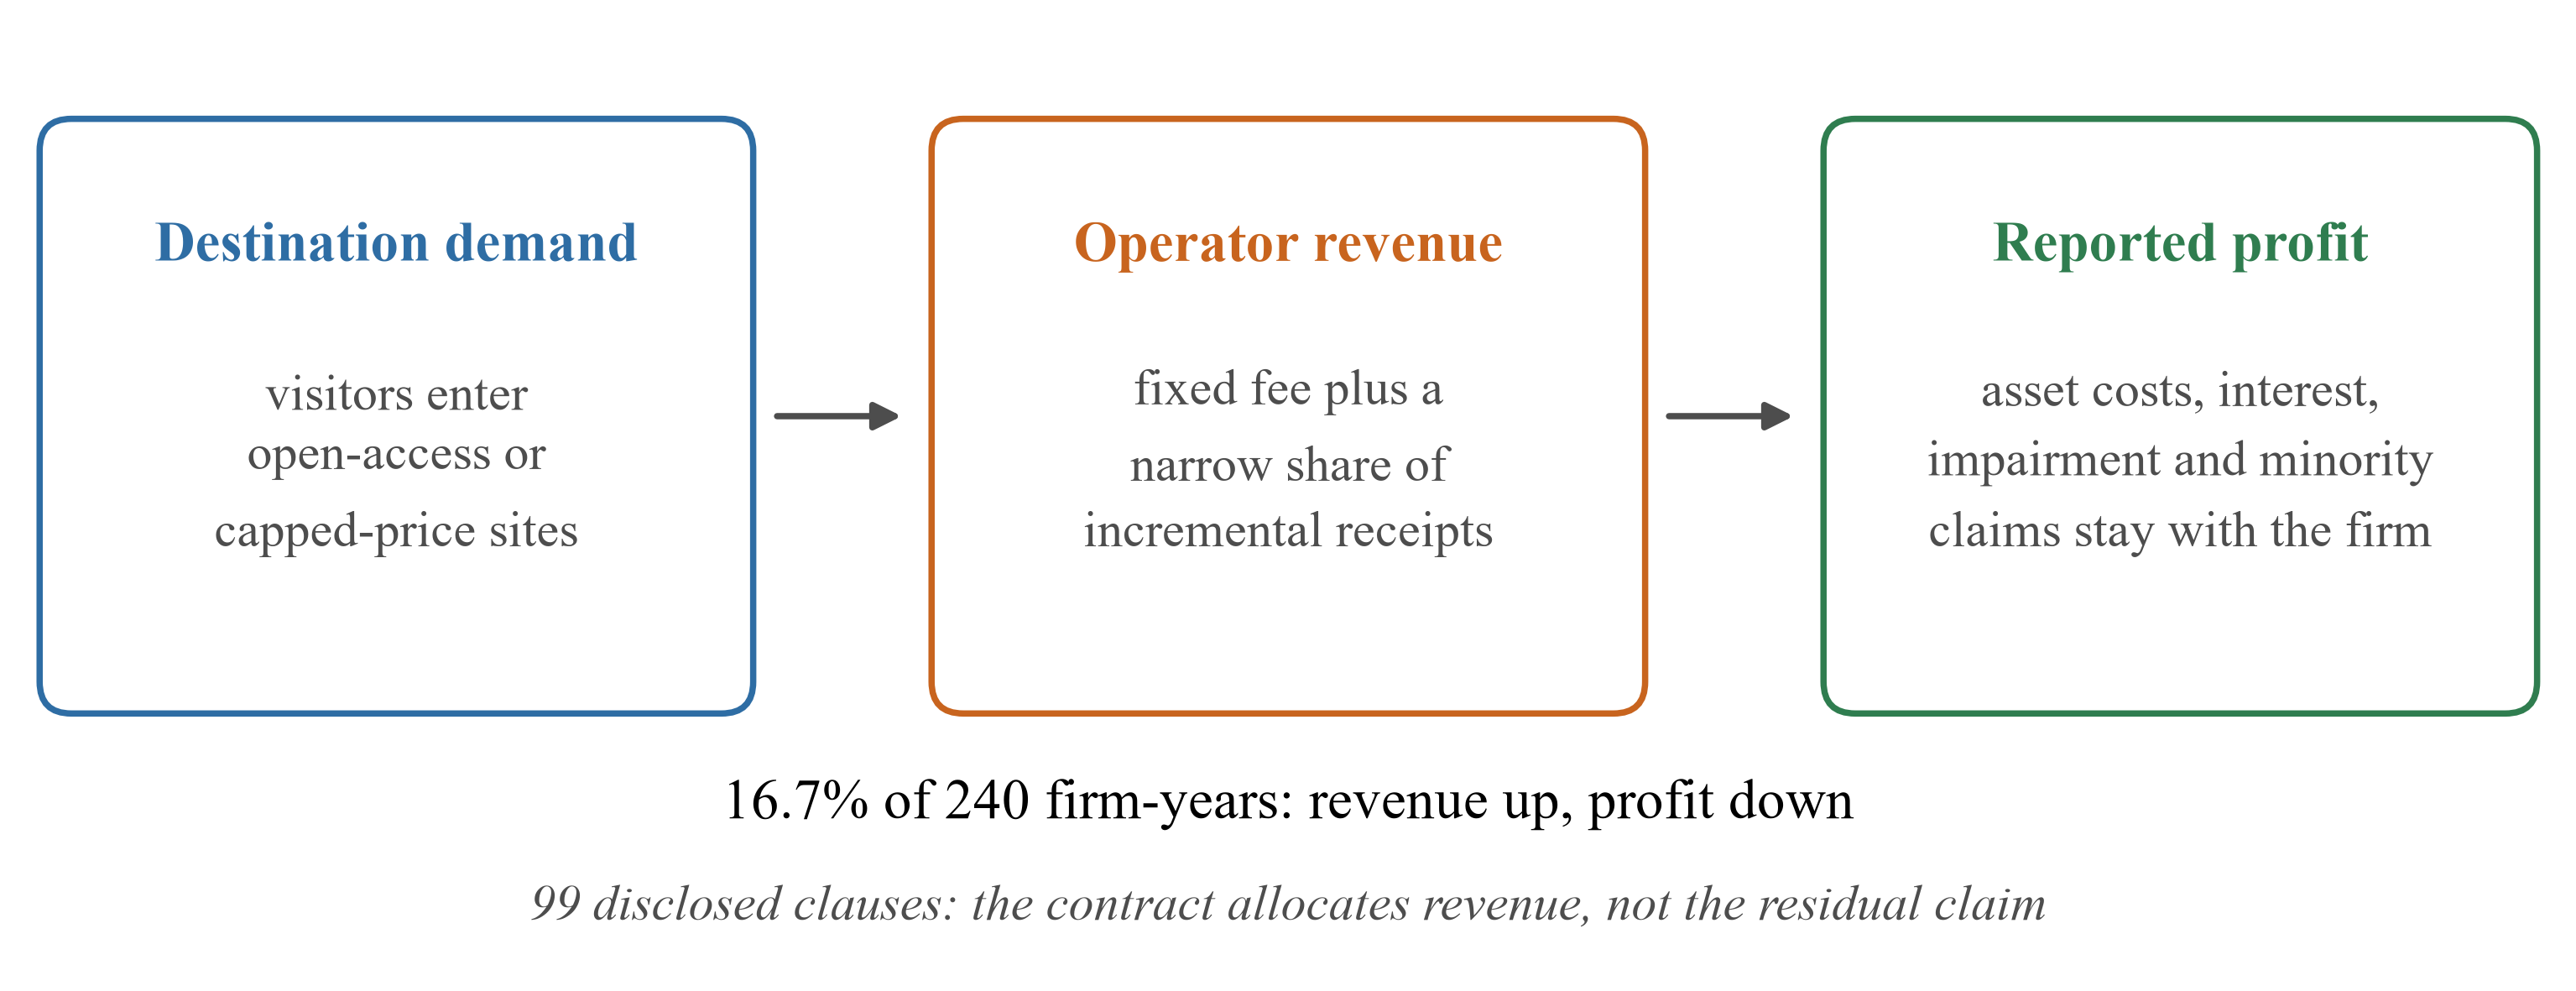 Destination demand
visitors enter
open-access or
capped-price sites
Operator revenue
fixed fee plus a
narrow share of
incremental receipts
Reported profit
asset costs, interest,
impairment and minority
claims stay with the firm
16.7% of 240 firm-years: revenue up, profit down
99 disclosed clauses: the contract allocates revenue, not the residual claim